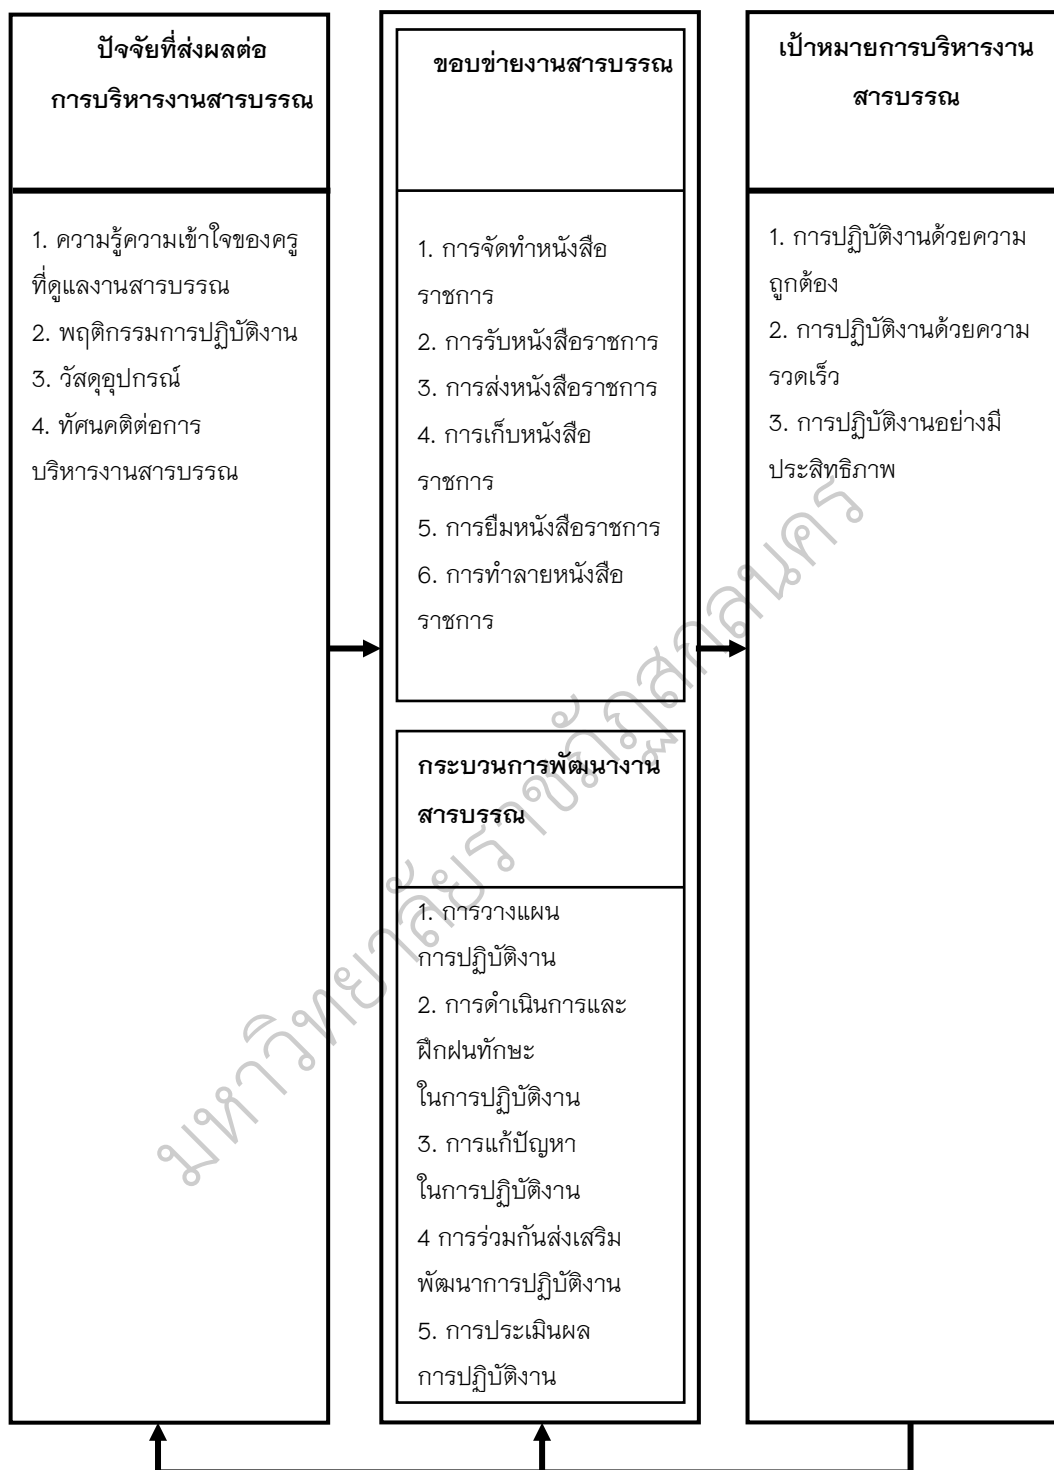 ปัจจัยที่ส่งผลต่อ
การบริหารงานสารบรรณ
1. ความรู้ความเข้าใจของครู
ที่ดูแลงานสารบรรณ
2. พฤติกรรมการปฏิบัติงาน
3. วัสดุอุปกรณ์
4. ทัศนคติต่อการ
บริหารงานสารบรรณ
ขอบข่ายงานสารบรรณ
1. การจัดทำหนังสือ
ราชการ
2. การรับหนังสือราชการ
3. การส่งหนังสือราชการ
4. การเก็บหนังสือ
ราชการ
5. การยืมหนังสือราชการ
6. การทำลายหนังสือ
ราชการ
กระบวนการพัฒนางาน
สารบรรณ
1. การวางแผน
การปฏิบัติงาน
2. การดำเนินการและ
ฝึกฝนทักษะ
ในการปฏิบัติงาน
3. การแก้ปัญหา
ในการปฏิบัติงาน
4 การร่วมกันส่งเสริม
พัฒนาการปฏิบัติงาน
5. การประเมินผล
การปฏิบัติงาน
เป้าหมายการบริหารงาน
สารบรรณ
1. การปฏิบัติงานด้วยความ
ถูกต้อง
2. การปฏิบัติงานด้วยความ
รวดเร็ว
3. การปฏิบัติงานอย่างมี
ประสิทธิภาพ
มหาวิทยาลัยราชภัฏสกลนคร